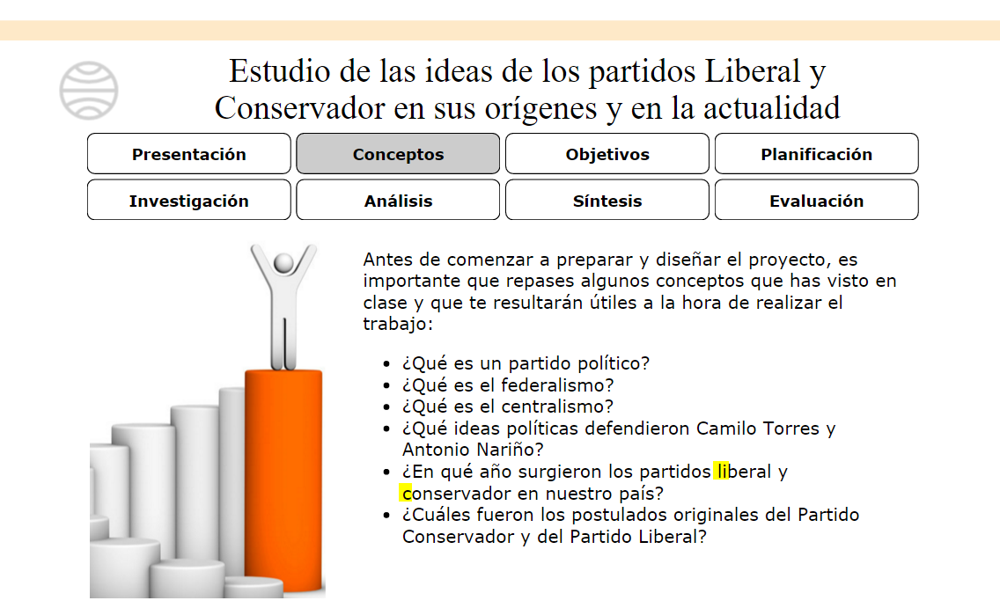 Estudio de las ideas de los partidos Liberal y
Conservador en sus orígenes y en la actualidad
Presentación
Conceptos
Objetivos
Planificación
Investigación
Análisis
Síntesis
Evaluación
Antes de comenzar a preparar y diseñar el proyecto, es
importante que repases algunos conceptos que has visto en
clase y que te resultarán útiles a la hora de realizar el
trabajo:
• ¿Qué es un partido político?
• ¿Qué es el federalismo?
• ¿Qué es el centralismo?
• ¿Qué ideas políticas defendieron Camilo Torres y
Antonio Nariño?
• ¿En qué año surgieron los partidos liberal y
conservador en nuestro país?
• ¿Cuáles fueron los postulados originales del Partido
Conservador y del Partido Liberal?